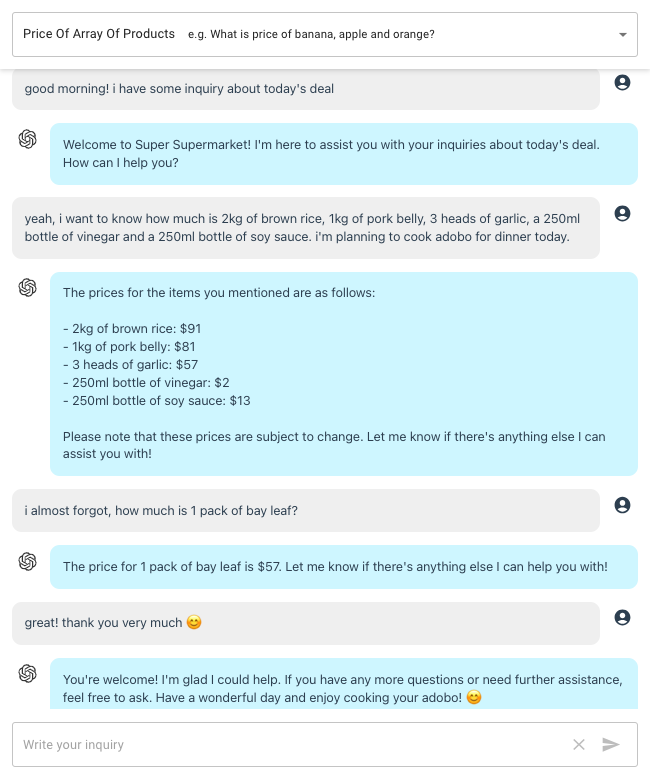 Price Of Array Of Products e.g. What is price of banana, apple and orange?
good morning! i have some inquiry about today's deal
Welcome to Super Supermarket! I'm here to assist you with your inquiries about today's deal.
How can I help you?
yeah, i want to know how much is 2kg of brown rice, 1kg of pork belly, 3 heads of garlic, a 250ml
bottle of vinegar and a 250ml bottle of soy sauce. i'm planning to cook adobo for dinner today.
The prices for the items you mentioned are as follows:
- 2kg of brown rice: $91
- 1kg of pork belly: $81
- 3 heads of garlic: $57
- 250ml bottle of vinegar: $2
- 250ml bottle of soy sauce: $13
Please note that these prices are subject to change. Let me know if there's anything else I can
assist you with!
i almost forgot, how much is 1 pack of bay leaf?
The price for 1 pack of bay leaf is $57. Let me know if there's anything else I can help you with!
great! thank you very much 😊
You're welcome! I'm glad I could help. If you have any more questions or need further assistance,
feel free to ask. Have a wonderful day and enjoy cooking your adobo! 😊
Write your inquiry